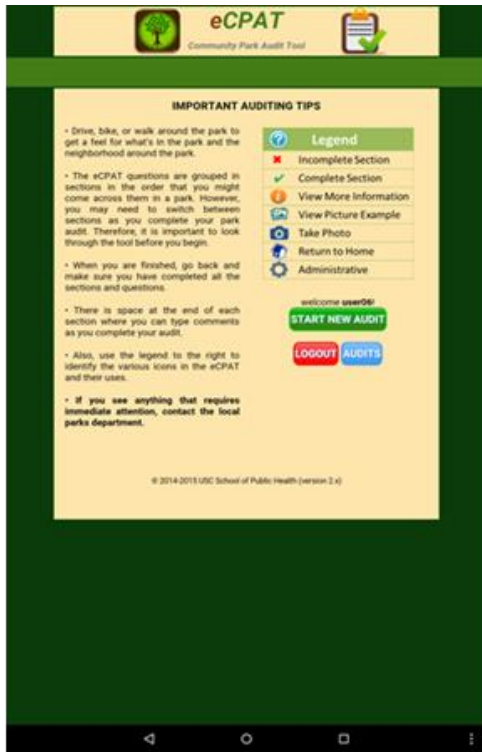 eCPAT
Community Park Audit Tool
IMPORTANT AUDITING TIPS
• Drive, bike, or walk around the park to
get a feel for what's in the park and the
neighborhood around the park.
• The eCPAT questions are grouped in
sections in the order that you might
come across them in a park. However,
you may need to switch between
sections as you complete your park
audit. Therefore, it is important to look
through the tool before you begin.
• When you are finished, go back and
make sure you have completed all the
sections and questions.
• There is space at the end of each
section where you can type comments
as you complete your audit.
• Also, use the legend to the right to
identify the various icons in the eCPAT
and their uses.
• If you see anything that requires
immediate attention, contact the local
parks department.
Legend
Incomplete Section
Complete Section
View More Information
View Picture Example
Take Photo
Return to Home
Administrative
welcome user06!
START NEW AUDIT
LOGOUT AUDITS
© 2014-2015 USC School of Public Health (version 2.x)